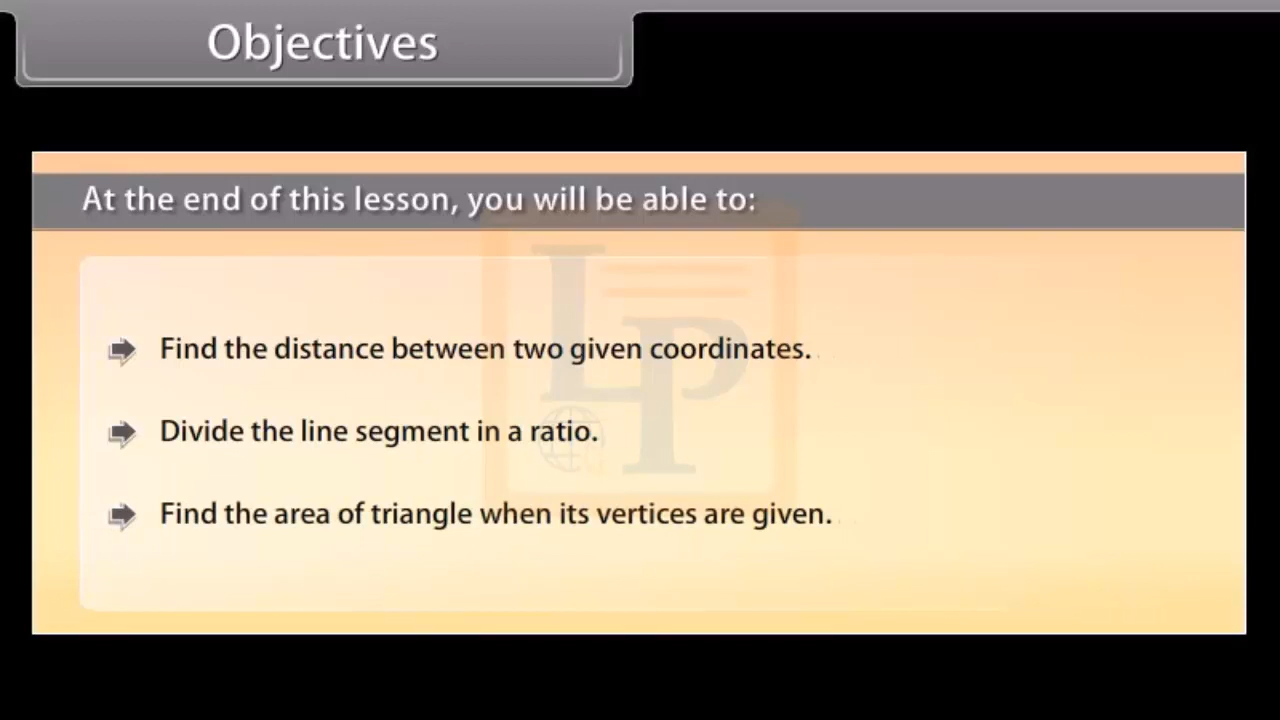 Objectives
At the end of this lesson, you will be able to:
Find the distance between two given coordinates.
Divide the line segment in a ratio.
Find the area of triangle when its vertices are given.
LP